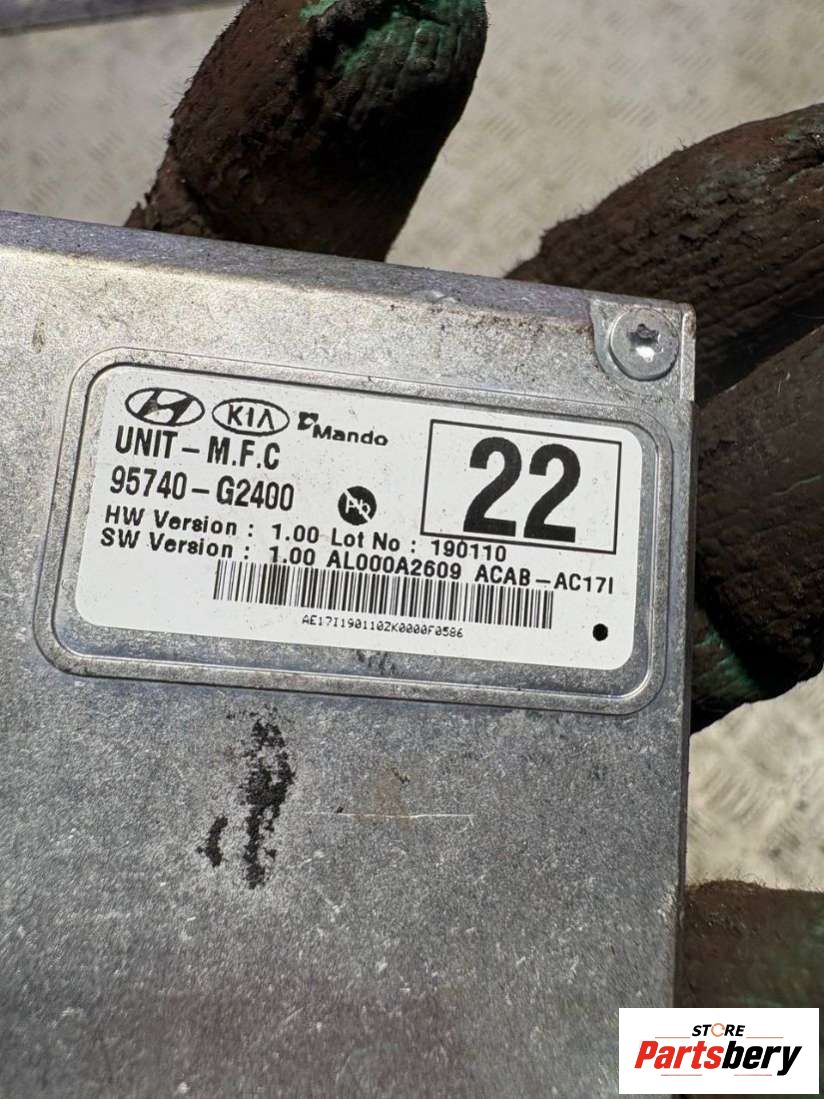 KIA Mando
UNIT-M.F.C
95740-G2400
22
Pb
HW Version : 1.00 Lot No : 190110
SW Version : 1.00 AL000A2609 ACAB-AC17I
AE17I190110ZK0000F0586
STORE
Partsbery